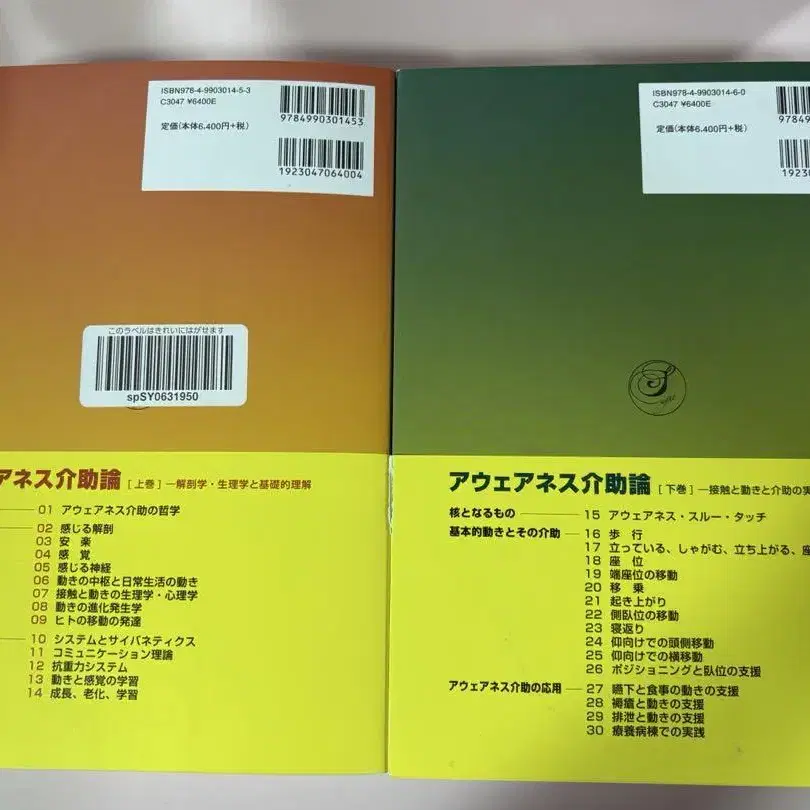 ISBN978-4-9903014-5-3
C3047 ¥6400E
定価(本体6,400円+税)
9784990301453
1923047064004
このラベルはきれいにはがせます
spSY0631950
アネス介助論 [上巻] ―解剖学・生理学と基礎的理解
01 アウェアネス介助の哲学
02 感じる解剖
03 安 楽
04 感 覚
05 感じる神経
06 動きの中枢と日常生活の動き
07 接触と動きの生理学・心理学
08 動きの進化発生学
09 ヒトの移動の発達
10 システムとサイバネティクス
11 コミュニケーション理論
12 抗重力システム
13 動きと感覚の学習
14 成長、老化、学習
ISBN978-4-9903014-6-0
C3047 ¥6400E
定価(本体6,400円+税)
97849
1923
アウェアネス介助論 [下巻] ―接触と動きと介助の実
核となるもの 15 アウェアネス・スルー・タッチ
基本的動きとその介助 16 歩 行
17 立っている、しゃがむ、立ち上がる、座
18 座 位
19 端座位の移動
20 移 乗
21 起き上がり
22 側臥位の移動
23 寝返り
24 仰向けでの頭側移動
25 仰向けでの横移動
26 ポジショニングと臥位の支援
アウェアネス介助の応用 27 嚥下と食事の動きの支援
28 褥瘡と動きの支援
29 排泄と動きの支援
30 療養病棟での実践